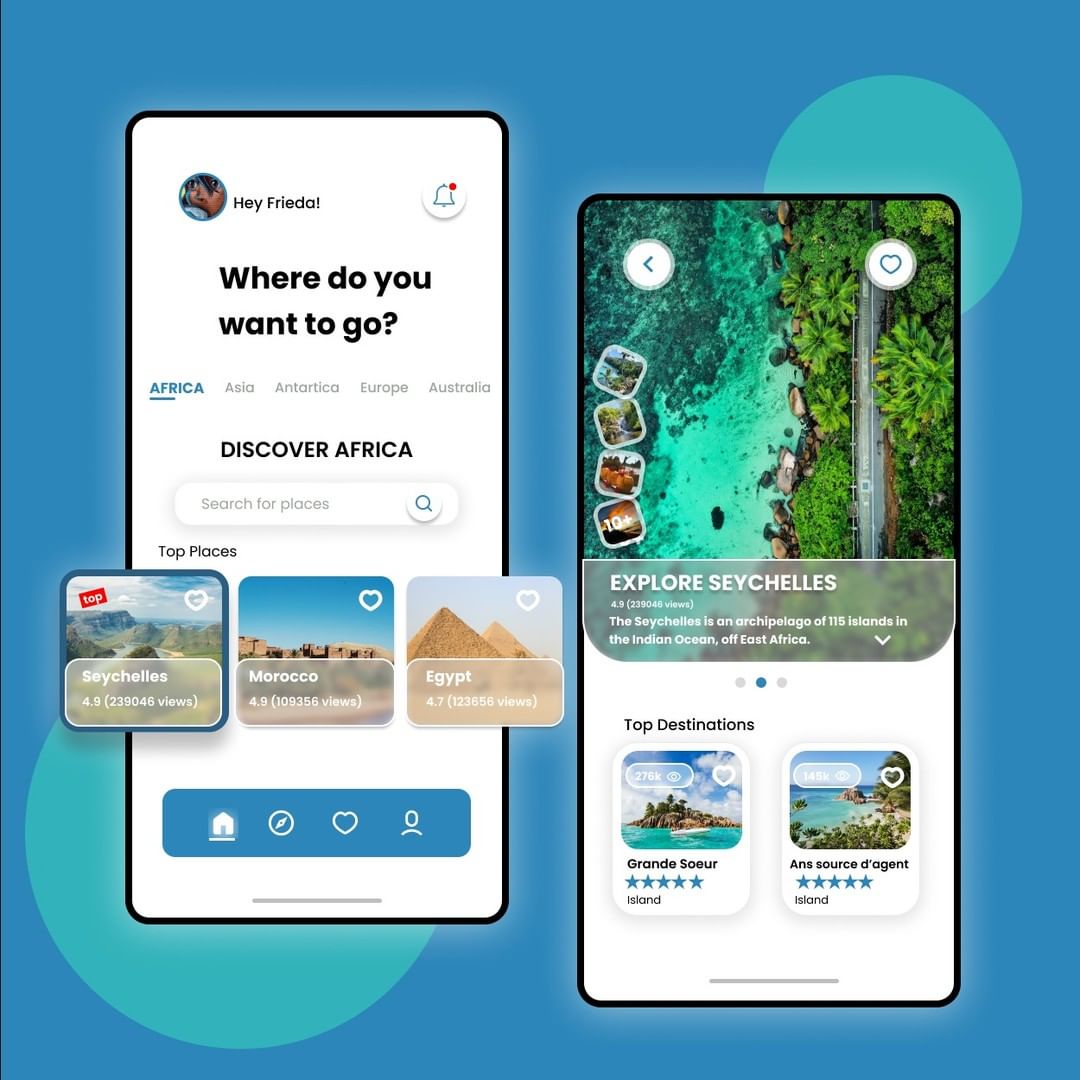 Hey Frieda!
Where do you
want to go?
AFRICA Asia Antartica Europe Australia
DISCOVER AFRICA
Search for places
Top Places
top
Seychelles
4.9 (239046 views)
Morocco
4.9 (109356 views)
Egypt
4.7 (123656 views)
10+
EXPLORE SEYCHELLES
4.9 (239046 views)
The Seychelles is an archipelago of 115 islands in
the Indian Ocean, off East Africa.
Top Destinations
276k
Grande Soeur
Island
145k
Ans source d’agent
Island